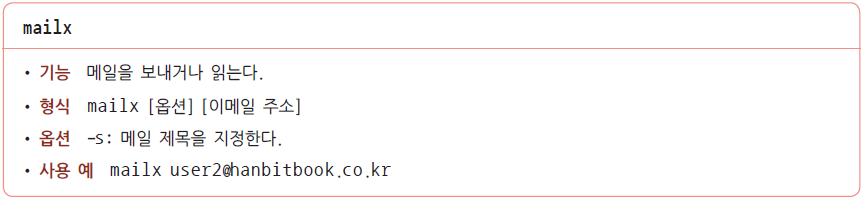 mailx
• 기능 메일을 보내거나 읽는다.
• 형식 mailx [옵션] [이메일 주소]
• 옵션 -s: 메일 제목을 지정한다.
• 사용 예 mailx user2@hanbitbook.co.kr